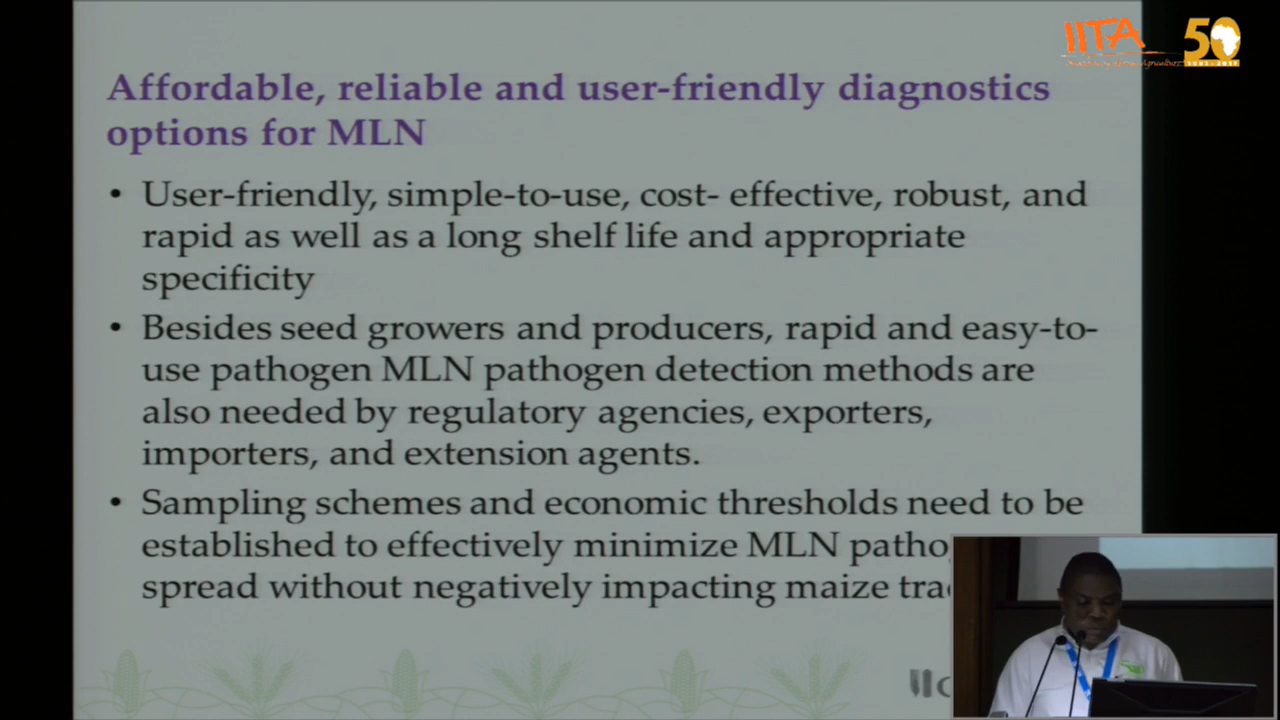 IITA 50
Affordable, reliable and user-friendly diagnostics
options for MLN
• User-friendly, simple-to-use, cost- effective, robust, and
rapid as well as a long shelf life and appropriate
specificity
• Besides seed growers and producers, rapid and easy-to-
use pathogen MLN pathogen detection methods are
also needed by regulatory agencies, exporters,
importers, and extension agents.
• Sampling schemes and economic thresholds need to be
established to effectively minimize MLN patho
spread without negatively impacting maize tra